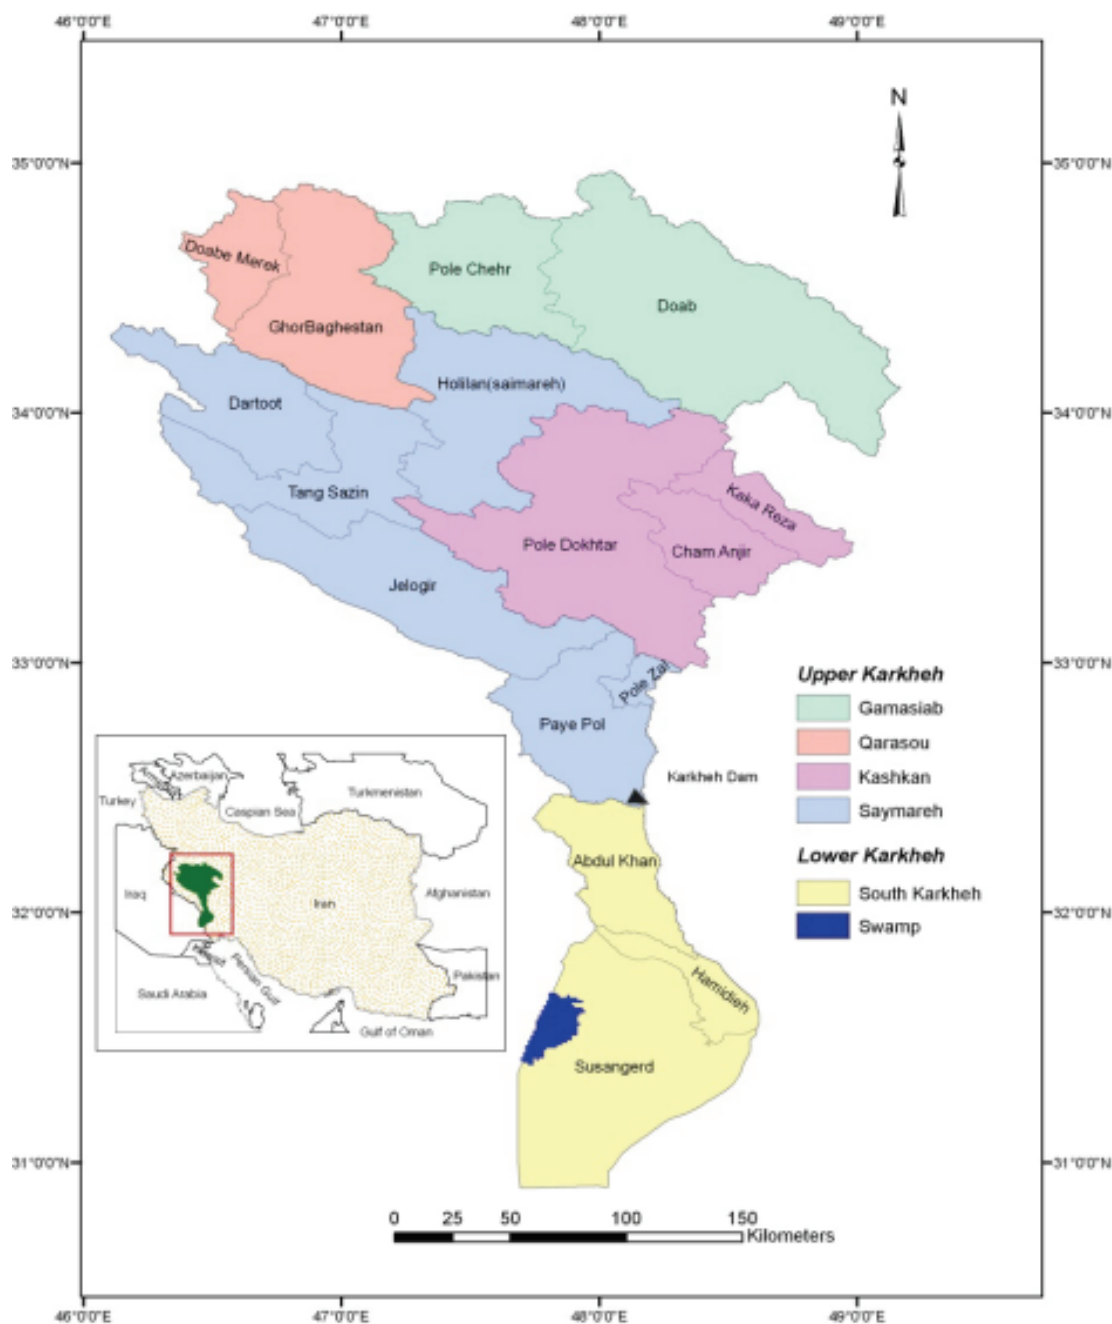 46°0'0"E
47°0'0"E
48°0'0"E
49°0'0"E
N
35°0'0"N
35°0'0"N
Doabe Merek
Pole Chehr
Doab
GhorBaghestan
Holilan(saimareh)
Dartoot
34°0'0"N
34°0'0"N
Tang Sazin
Kaka Reza
Pole Dokhtar
Cham Anjir
Jelogir
33°0'0"N
33°0'0"N
Pole Zal
Paye Pol
Upper Karkheh
Gamasiab
Qarasou
Kashkan
Saymareh
Karkheh Dam
Lower Karkheh
South Karkheh
Swamp
Abdul Khan
32°0'0"N
32°0'0"N
Hamidieh
Susangerd
Azerbaijan
Turkey
Caspian Sea
Turkmenistan
Iraq
Iran
Afghanistan
Kuwait
Persian Gulf
Pakistan
Saudi Arabia
Gulf of Oman
31°0'0"N
31°0'0"N
0 25 50 100 150
Kilometers
46°0'0"E
47°0'0"E
48°0'0"E
49°0'0"E